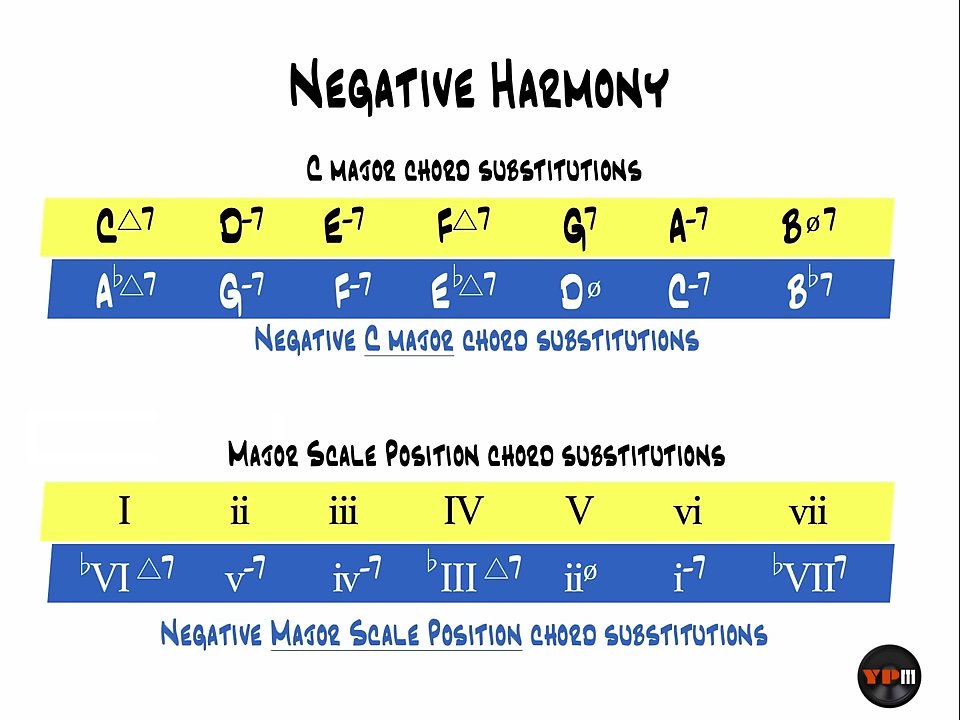 Negative Harmony
C major chord substitutions
C△7 D-7 E-7 F△7 G7 A-7 Bø7
A♭△7 G-7 F-7 E♭△7 Dø C-7 B♭7
Negative C major chord substitutions
Major Scale Position chord substitutions
I ii iii IV V vi vii
♭VI△7 v-7 iv-7 ♭III△7 iiø i-7 ♭VII7
Negative Major Scale Position chord substitutions
YPM